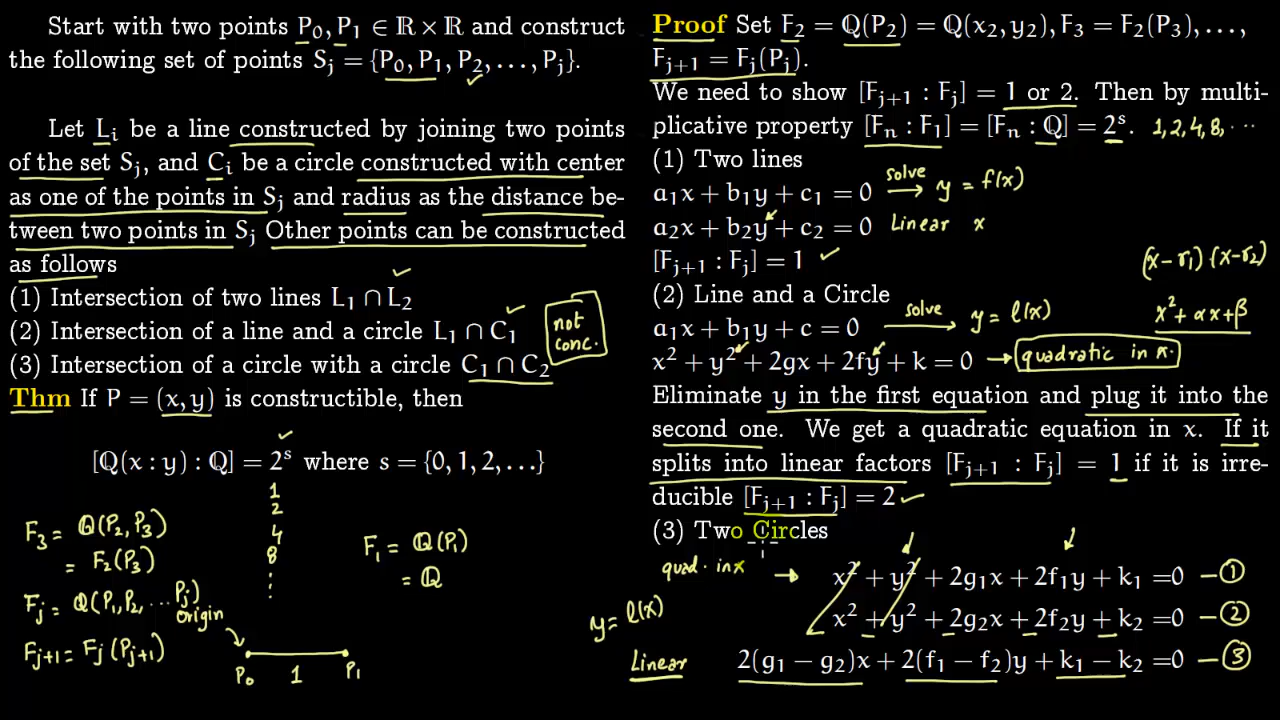 Start with two points P₀, P₁ ∈ ℝ × ℝ and construct
the following set of points Sⱼ = {P₀, P₁, P₂, . . . , Pⱼ}.
Let Lᵢ be a line constructed by joining two points
of the set Sⱼ, and Cᵢ be a circle constructed with center
as one of the points in Sⱼ and radius as the distance be-
tween two points in Sⱼ Other points can be constructed
as follows
(1) Intersection of two lines L₁ ∩ L₂
(2) Intersection of a line and a circle L₁ ∩ C₁
(3) Intersection of a circle with a circle C₁ ∩ C₂
not
conc.
Thm If P = (x, y) is constructible, then
[ℚ(x : y) : ℚ] = 2ˢ where s = {0, 1, 2, . . .}
1
2
4
8
⋮
F₃ = ℚ(P₂, P₃)
= F₂(P₃)
Fⱼ = ℚ(P₁, P₂, ... Pⱼ)
Fⱼ₊₁ = Fⱼ(Pⱼ₊₁)
F₁ = ℚ(P₁)
= ℚ
origin
P₀ 1 P₁
Proof Set F₂ = ℚ(P₂) = ℚ(x₂, y₂), F₃ = F₂(P₃), . . . ,
Fⱼ₊₁ = Fⱼ(Pⱼ).
We need to show [Fⱼ₊₁ : Fⱼ] = 1 or 2. Then by multi-
plicative property [Fₙ : F₁] = [Fₙ : ℚ] = 2ˢ. 1, 2, 4, 8, ...
(1) Two lines
a₁x + b₁y + c₁ = 0 solve → y = f(x)
a₂x + b₂y + c₂ = 0 Linear x
[Fⱼ₊₁ : Fⱼ] = 1
(x-r₁)(x-r₂)
(2) Line and a Circle
x² + αx + β
a₁x + b₁y + c = 0 solve → y = l(x)
x² + y² + 2gx + 2fy + k = 0 → quadratic in x.
Eliminate y in the first equation and plug it into the
second one. We get a quadratic equation in x. If it
splits into linear factors [Fⱼ₊₁ : Fⱼ] = 1 if it is irre-
ducible [Fⱼ₊₁ : Fⱼ] = 2
(3) Two Circles
quad. in x → x² + y² + 2g₁x + 2f₁y + k₁ =0 — ①
y = l(x) x² + y² + 2g₂x + 2f₂y + k₂ =0 — ②
Linear 2(g₁ − g₂)x + 2(f₁ − f₂)y + k₁ − k₂ =0 — ③